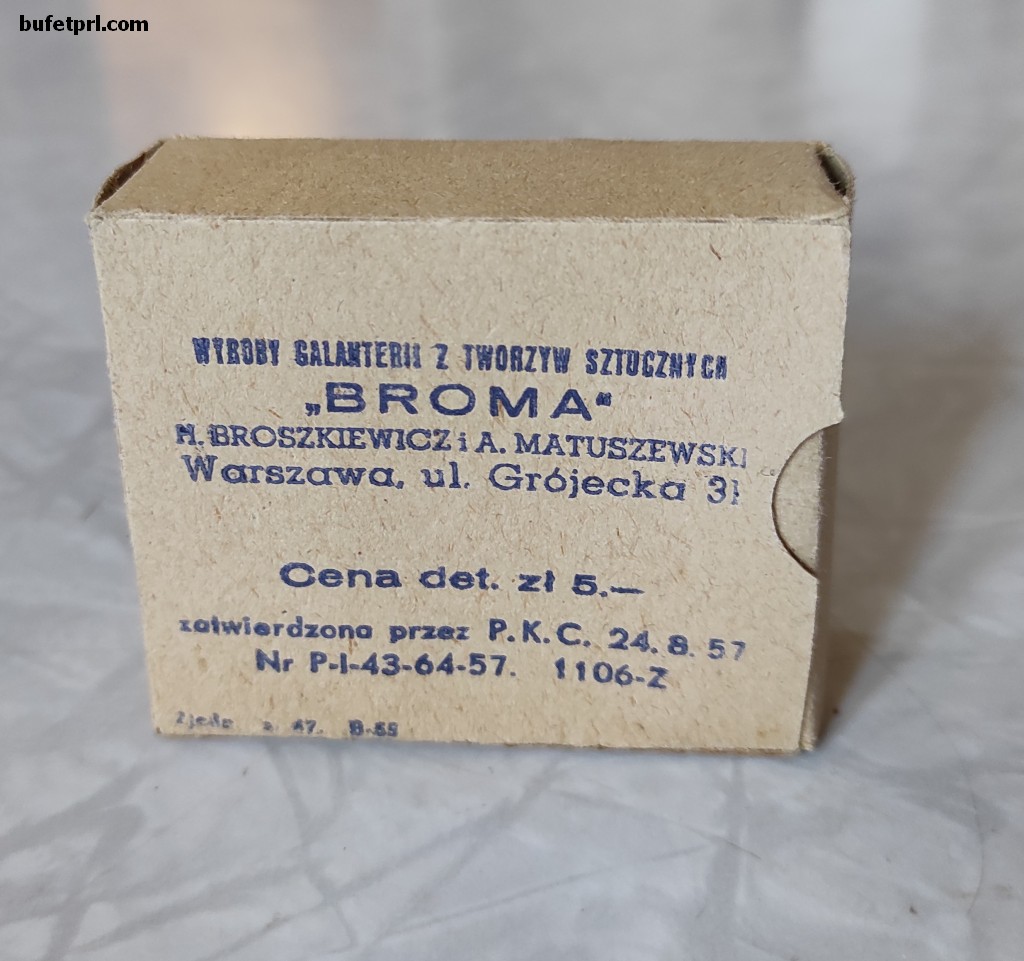 bufetprl.com
WYROBY GALANTERII Z TWORZYW SZTUCZNYCH
„BROMA“
H. BROSZKIEWICZ i A. MATUSZEWSKI
Warszawa, ul. Grójecka 31
Cena det. zł 5.—
zatwierdzona przez P.K.C. 24.8.57
Nr P-I-43-64-57. 1106-Z
z. 67.